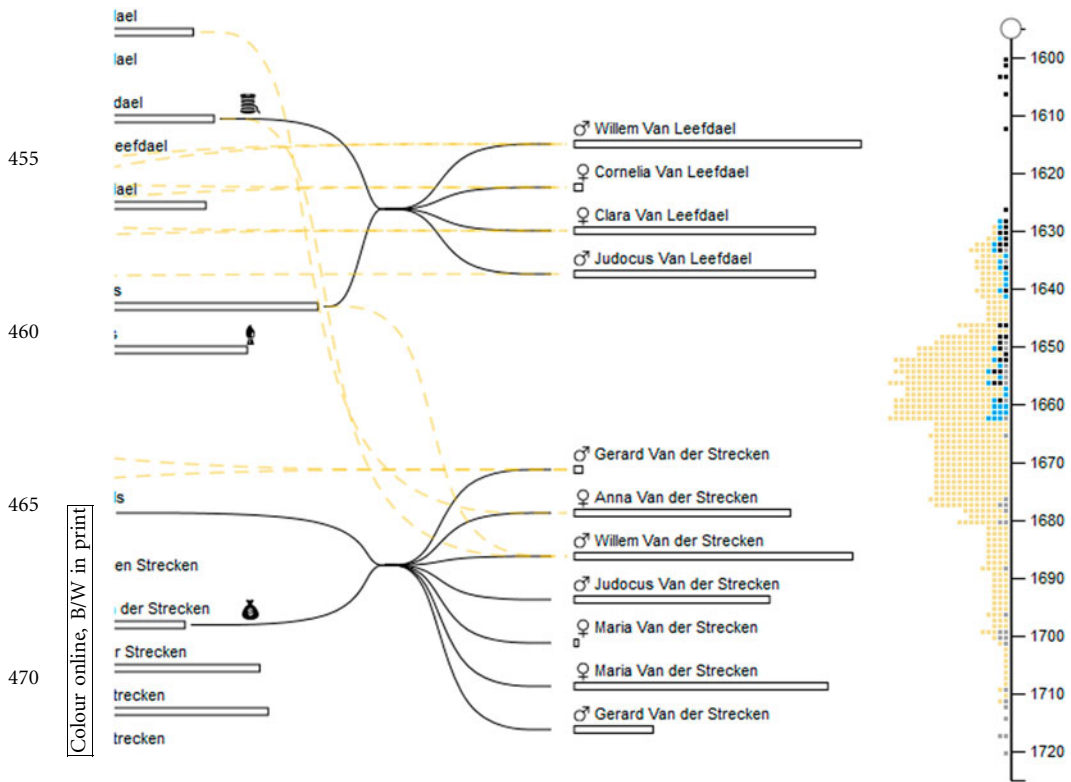 dael
dael
dael
eefdael
455
dael
s
460
s
ds
465
en Strecken
der Strecken
r Strecken
470
trecken
trecken
Colour online, B/W in print
♂ Willem Van Leefdael
♀ Cornelia Van Leefdael
♀ Clara Van Leefdael
♂ Judocus Van Leefdael
♂ Gerard Van der Strecken
♀ Anna Van der Strecken
♂ Willem Van der Strecken
♂ Judocus Van der Strecken
♀ Maria Van der Strecken
♀ Maria Van der Strecken
♂ Gerard Van der Strecken
1600
1610
1620
1630
1640
1650
1660
1670
1680
1690
1700
1710
1720